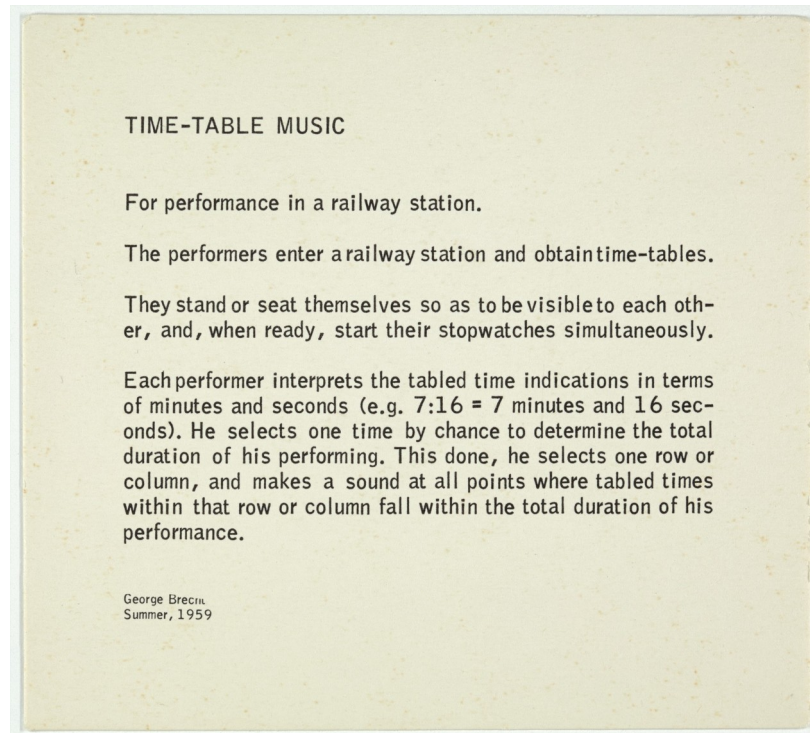 TIME-TABLE MUSIC
For performance in a railway station.
The performers enter a railway station and obtain time-tables.
They stand or seat themselves so as to be visible to each oth-
er, and, when ready, start their stopwatches simultaneously.
Each performer interprets the tabled time indications in terms
of minutes and seconds (e.g. 7:16 = 7 minutes and 16 sec-
onds). He selects one time by chance to determine the total
duration of his performing. This done, he selects one row or
column, and makes a sound at all points where tabled times
within that row or column fall within the total duration of his
performance.
George
Summer, 1959